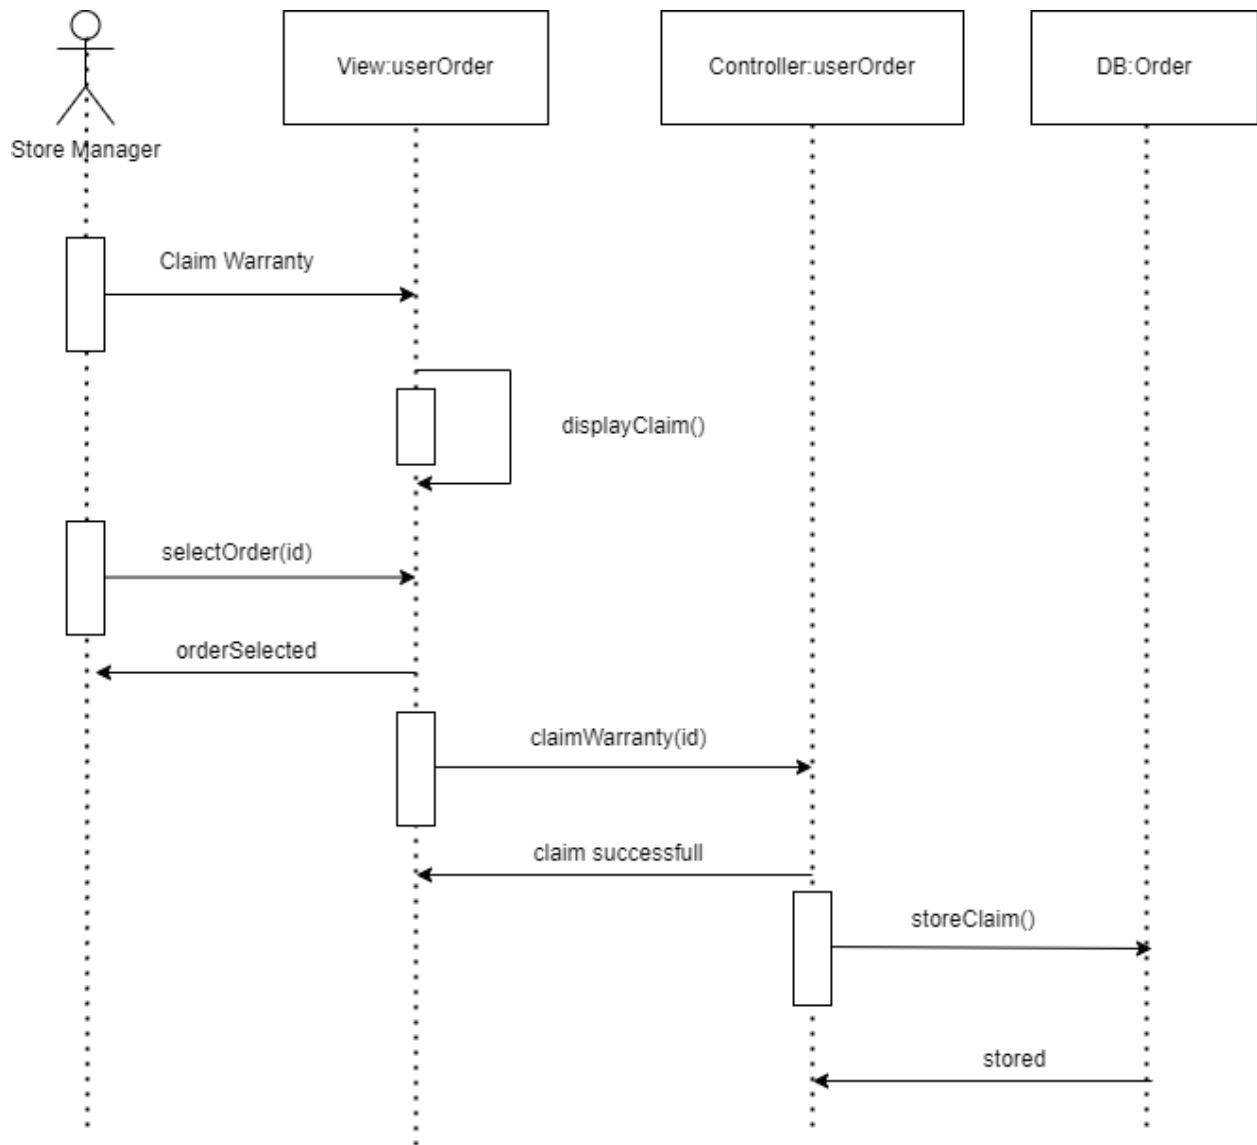 View:userOrder
Controller:userOrder
DB:Order
Store Manager
Claim Warranty
displayClaim()
selectOrder(id)
orderSelected
claimWarranty(id)
claim successfull
storeClaim()
stored